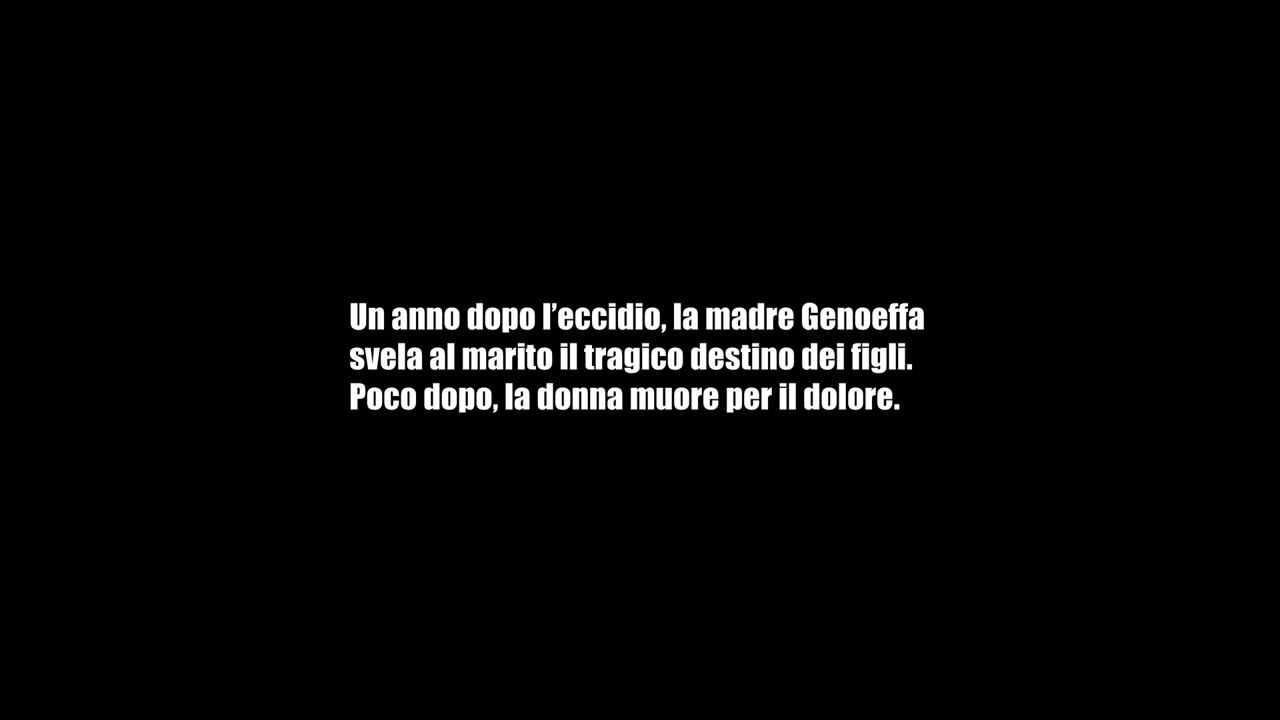 Un anno dopo l’eccidio, la madre Genoeffa
svela al marito il tragico destino dei figli.
Poco dopo, la donna muore per il dolore.